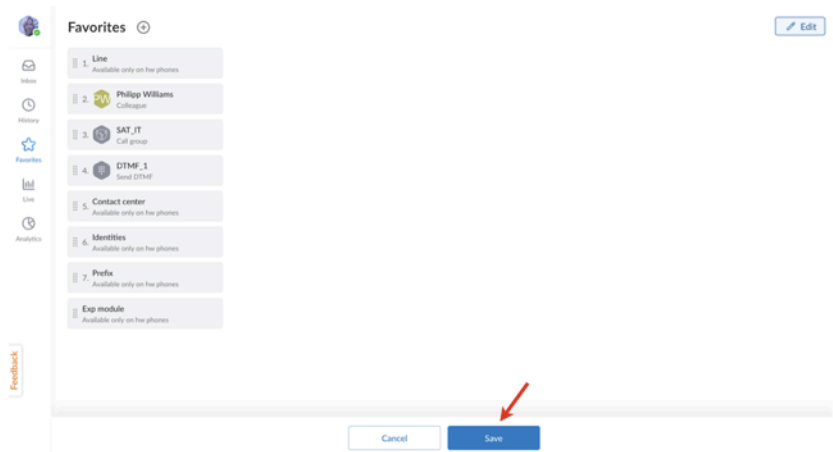 Favorites
Edit
1. Line
Available only on hw phones
2. Philipp Williams
PW
Colleague
3. SAT_IT
Call group
4. DTMF_1
Send DTMF
5. Contact center
Available only on hw phones
6. Identities
Available only on hw phones
7. Prefix
Available only on hw phones
Exp module
Available only on hw phones
Inbox
History
Favorites
Live
Analytics
Feedback
Cancel
Save